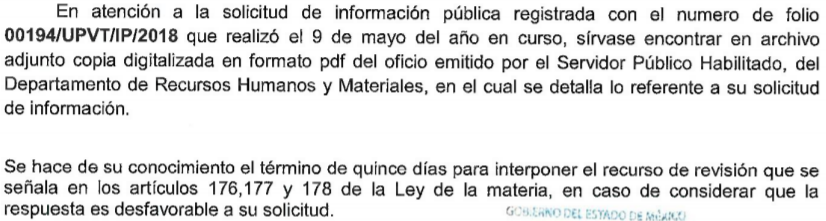 En atención a la solicitud de información pública registrada con el numero de folio
00194/UPVT/IP/2018 que realizó el 9 de mayo del año en curso, sírvase encontrar en archivo
adjunto copia digitalizada en formato pdf del oficio emitido por el Servidor Público Habilitado, del
Departamento de Recursos Humanos y Materiales, en el cual se detalla lo referente a su solicitud
de información.
Se hace de su conocimiento el término de quince días para interponer el recurso de revisión que se
señala en los artículos 176,177 y 178 de la Ley de la materia, en caso de considerar que la
respuesta es desfavorable a su solicitud.
GOBIERNO DEL ESTADO DE MÉXICO